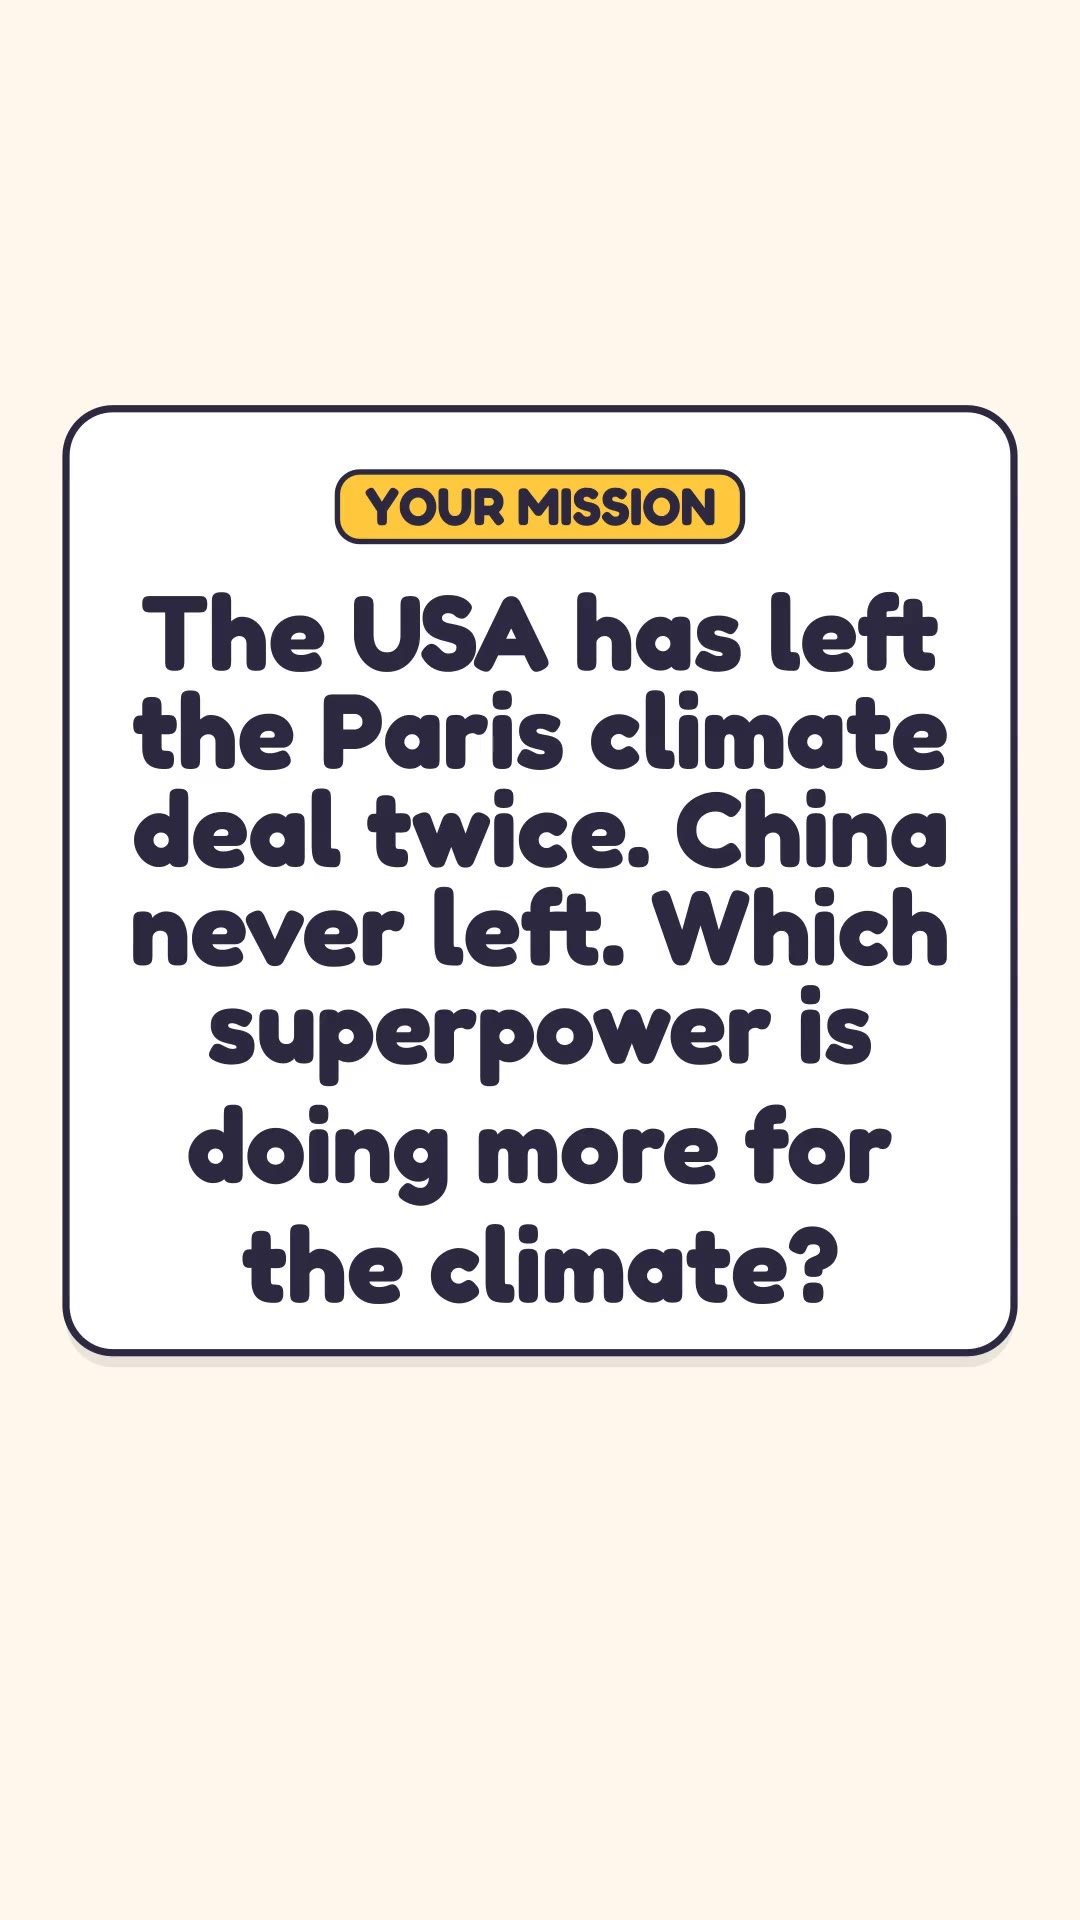 YOUR MISSION
The USA has left
the Paris climate
deal twice. China
never left. Which
superpower is
doing more for
the climate?